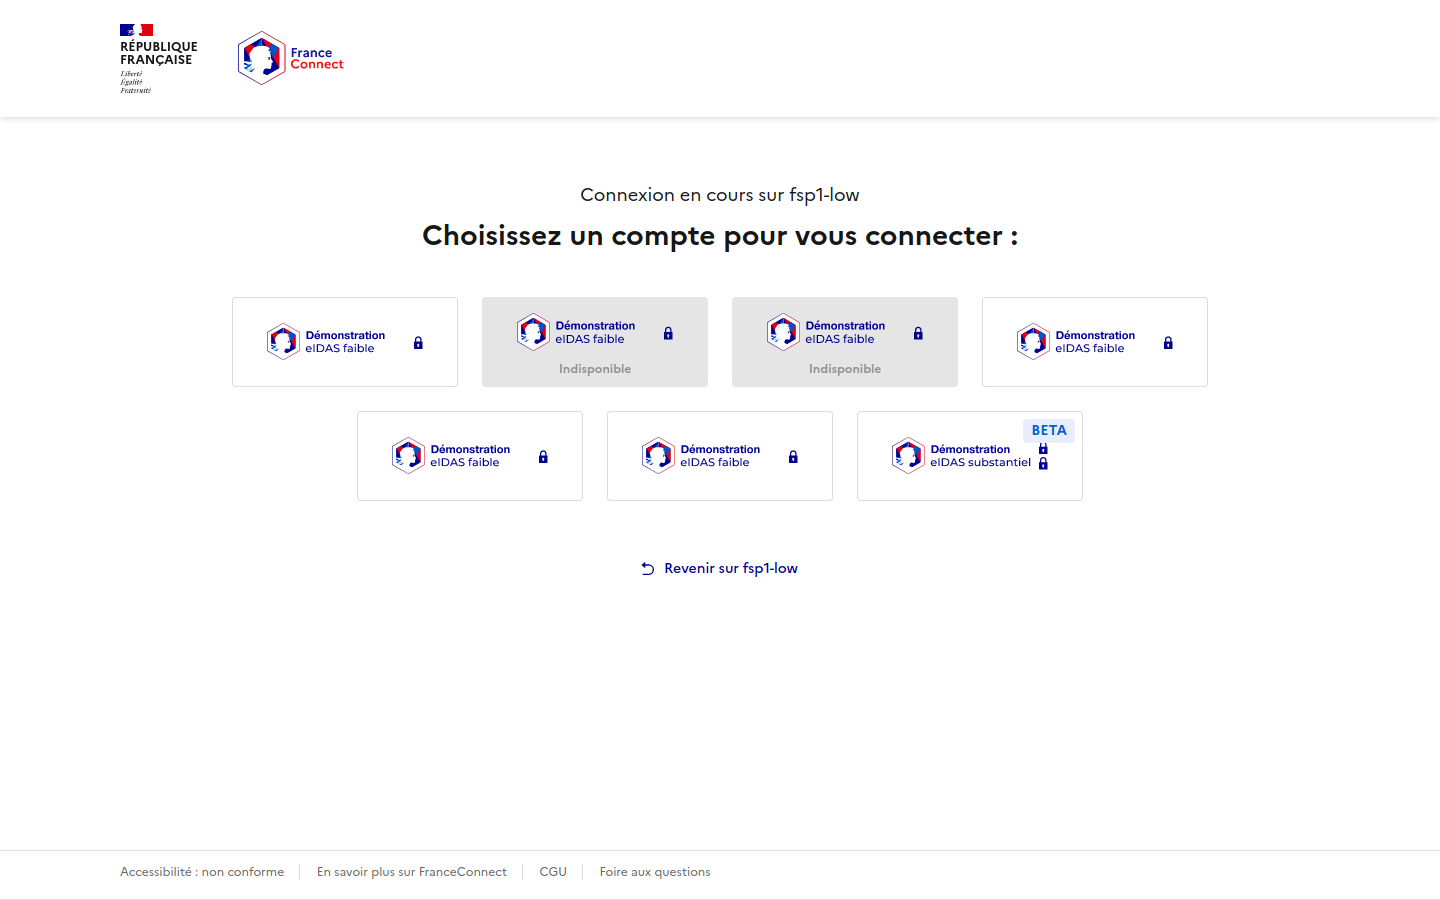 RÉPUBLIQUE
FRANÇAISE
Liberté
Égalité
Fraternité
France
Connect
Connexion en cours sur fsp1-low
Choisissez un compte pour vous connecter :
Démonstration
eIDAS faible
Démonstration
eIDAS faible
Indisponible
Démonstration
eIDAS faible
Indisponible
Démonstration
eIDAS faible
Démonstration
eIDAS faible
Démonstration
eIDAS faible
BETA
Démonstration
eIDAS substantiel
Revenir sur fsp1-low
Accessibilité : non conforme
En savoir plus sur FranceConnect
CGU
Foire aux questions